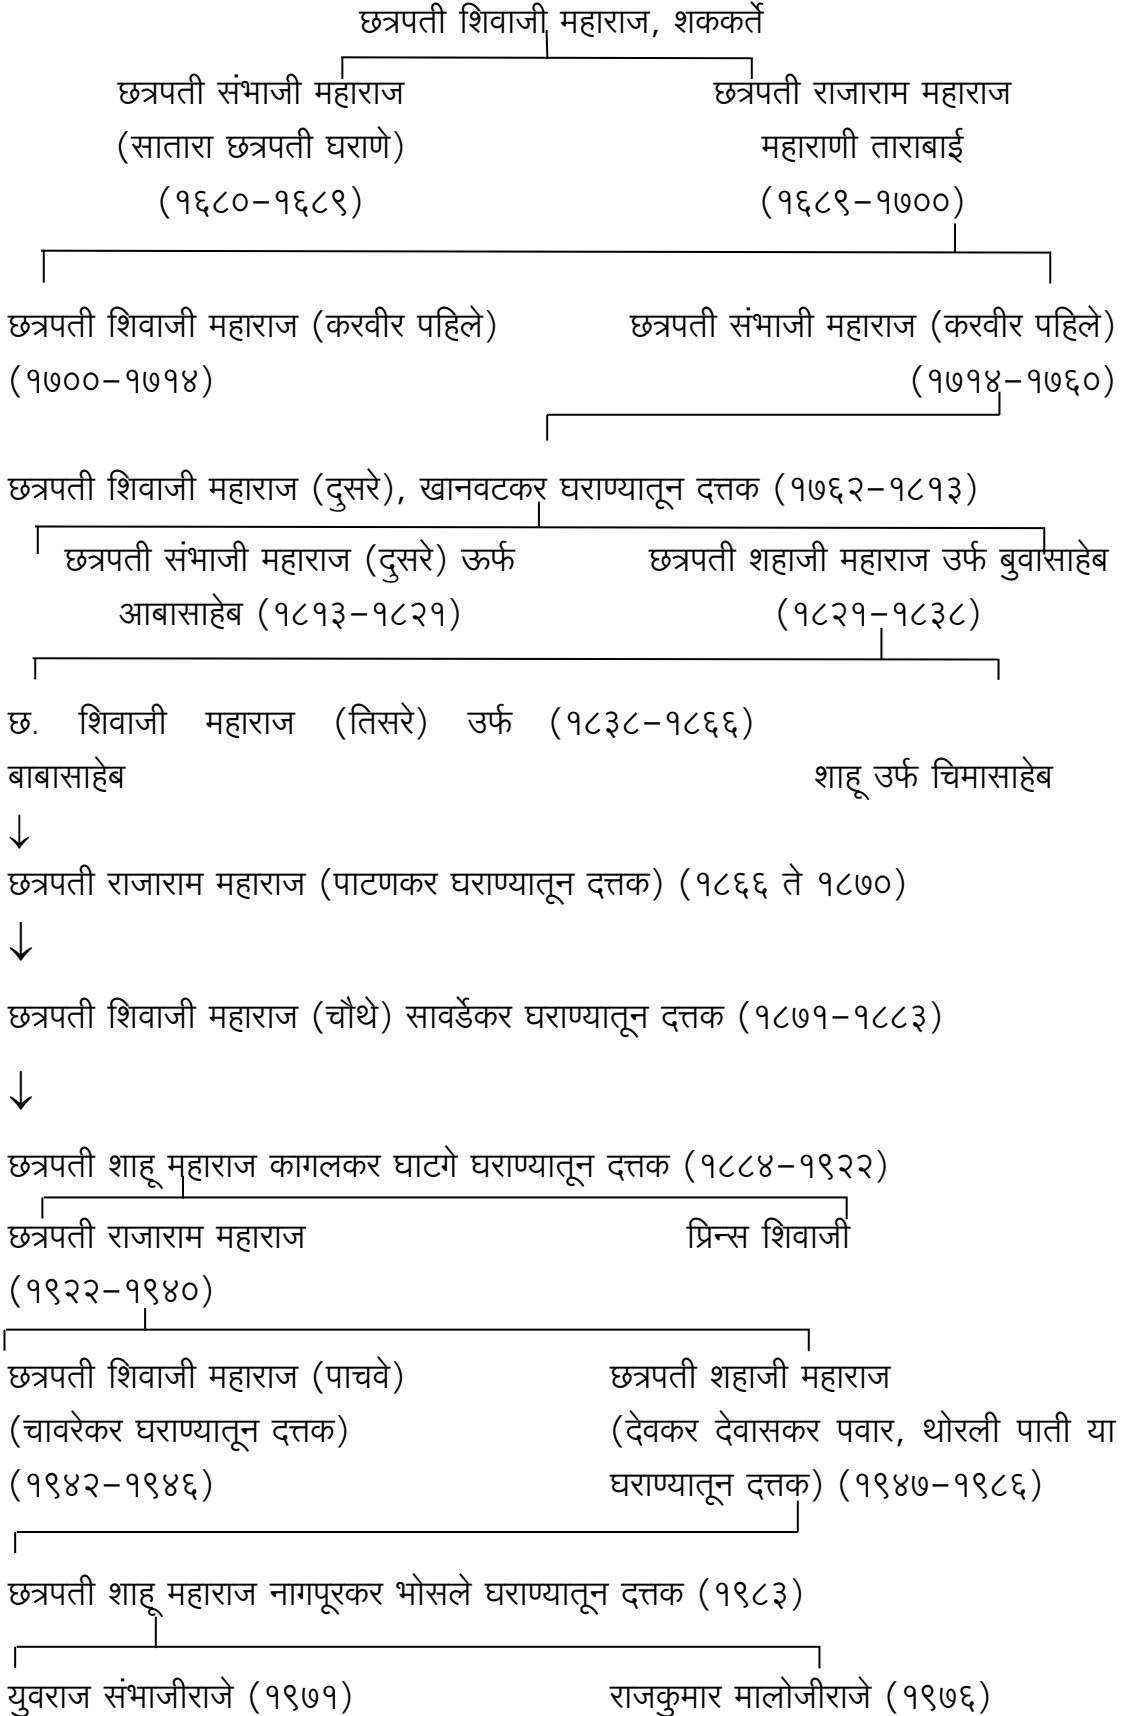 छत्रपती शिवाजी महाराज, शककर्ते
छत्रपती संभाजी महाराज छत्रपती राजाराम महाराज
(सातारा छत्रपती घराणे) महाराणी ताराबाई
(१६८०–१६८९) (१६८९–१७००)
छत्रपती शिवाजी महाराज (करवीर पहिले) छत्रपती संभाजी महाराज (करवीर पहिले)
(१७००–१७१४) (१७१४–१७६०)
छत्रपती शिवाजी महाराज (दुसरे), खानवटकर घराण्यातून दत्तक (१७६२–१८१३)
छत्रपती संभाजी महाराज (दुसरे) ऊर्फ छत्रपती शहाजी महाराज उर्फ बुवासाहेब
आबासाहेब (१८१३–१८२१) (१८२१–१८३८)
छ. शिवाजी महाराज (तिसरे) उर्फ (१८३८–१८६६)
बाबासाहेब शाहू उर्फ चिमासाहेब
↓
छत्रपती राजाराम महाराज (पाटणकर घराण्यातून दत्तक) (१८६६ ते १८७०)
↓
छत्रपती शिवाजी महाराज (चौथे) सावर्डेकर घराण्यातून दत्तक (१८७१–१८८३)
↓
छत्रपती शाहू महाराज कागलकर घाटगे घराण्यातून दत्तक (१८८४–१९२२)
छत्रपती राजाराम महाराज प्रिन्स शिवाजी
(१९२२–१९४०)
छत्रपती शिवाजी महाराज (पाचवे) छत्रपती शहाजी महाराज
(चावरेकर घराण्यातून दत्तक) (देवकर देवासकर पवार, थोरली पाती या
(१९४२–१९४६) घराण्यातून दत्तक) (१९४७–१९८६)
छत्रपती शाहू महाराज नागपूरकर भोसले घराण्यातून दत्तक (१९८३)
युवराज संभाजीराजे (१९७१) राजकुमार मालोजीराजे (१९७६)